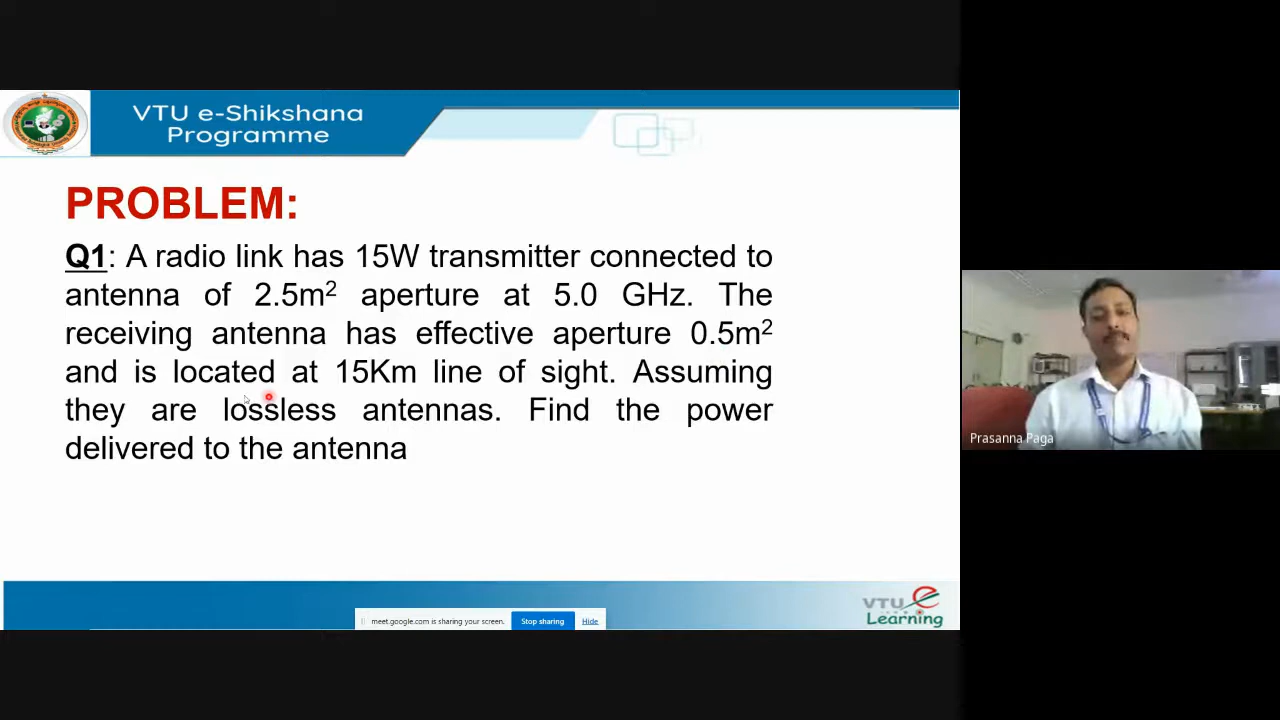 VTU e-Shikshana
Programme
PROBLEM:
Q1: A radio link has 15W transmitter connected to
antenna of 2.5m² aperture at 5.0 GHz. The
receiving antenna has effective aperture 0.5m²
and is located at 15Km line of sight. Assuming
they are lossless antennas. Find the power
delivered to the antenna
Prasanna Paga
meet.google.com is sharing your screen.
Stop sharing
Hide
VTU e
Learning